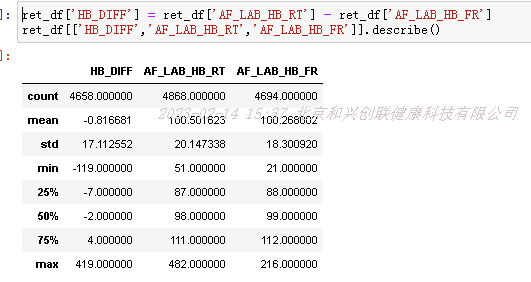 ]: ret_df['HB_DIFF'] = ret_df['AF_LAB_HB_RT'] - ret_df['AF_LAB_HB_FR']
ret_df[['HB_DIFF','AF_LAB_HB_RT','AF_LAB_HB_FR']].describe()
]:
HB_DIFF AF_LAB_HB_RT AF_LAB_HB_FR
count 4658.000000 4868.000000 4694.000000
mean -0.816681 100.501623 100.268002
2023-02-14 15:37 北京和兴创联健康科技有限公司
std 17.112552 20.147338 18.300920
min -119.000000 51.000000 21.000000
25% -7.000000 87.000000 88.000000
50% -2.000000 98.000000 99.000000
75% 4.000000 111.000000 112.000000
max 419.000000 482.000000 216.000000